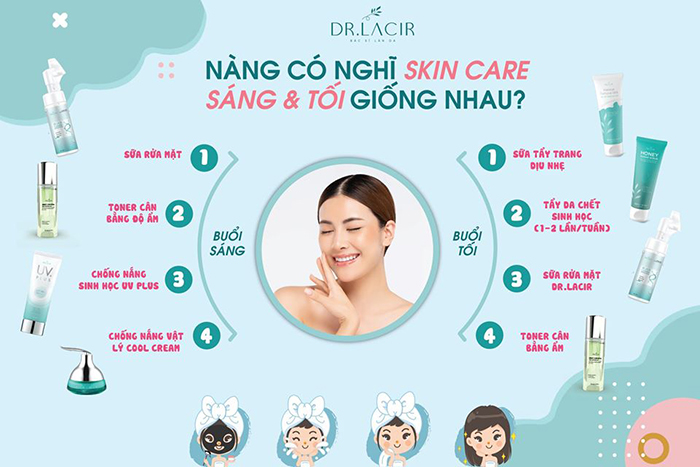 DR.LACIR
BÁC SĨ LÀN DA
NÀNG CÓ NGHĨ SKIN CARE
SÁNG & TỐI GIỐNG NHAU?
BUỔI
SÁNG
SỮA RỬA MẶT 1
TONER CÂN
BẰNG ĐỘ ẨM 2
CHỐNG NẮNG
SINH HỌC UV PLUS 3
CHỐNG NẮNG VẬT
LÝ COOL CREAM 4
BUỔI
TỐI
1 SỮA TẨY TRANG
DỊU NHẸ
2 TẨY DA CHẾT
SINH HỌC
(1-2 LẦN/TUẦN)
3 SỮA RỬA MẶT
DR.LACIR
4 TONER CÂN
BẰNG ẨM
UV
PLUS
HONEY